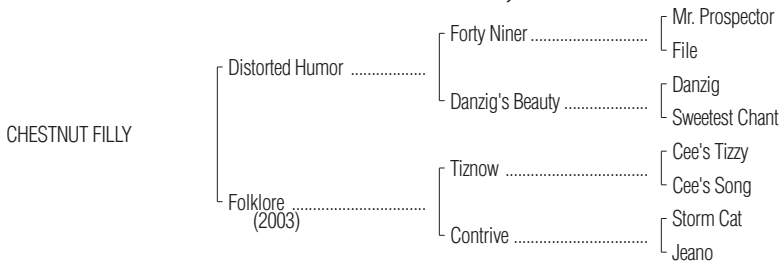 Mr. Prospector
Forty Niner ..............................
File
Distorted Humor ..................
Danzig
Danzig's Beauty .....................
Sweetest Chant
CHESTNUT FILLY
Cee's Tizzy
Tiznow ....................................
Cee's Song
Folklore ..................................
(2003)
Storm Cat
Contrive ..................................
Jeano